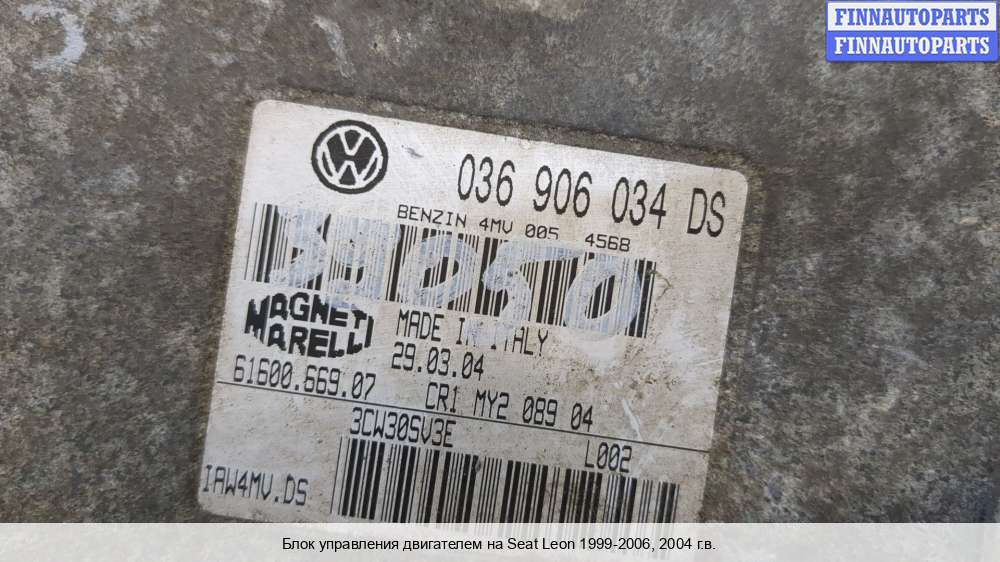 FINNAUTOPARTS
FINNAUTOPARTS
036 906 034 DS
BENZIN 4MV 005 4568
39050
MAGNETI
MARELLI
MADE IN ITALY
29.03.04
61600.669.07
CR1 MY2 089 04
3CW30SV3E
L002
IAW4MV.DS
Блок управления двигателем на Seat Leon 1999-2006, 2004 г.в.